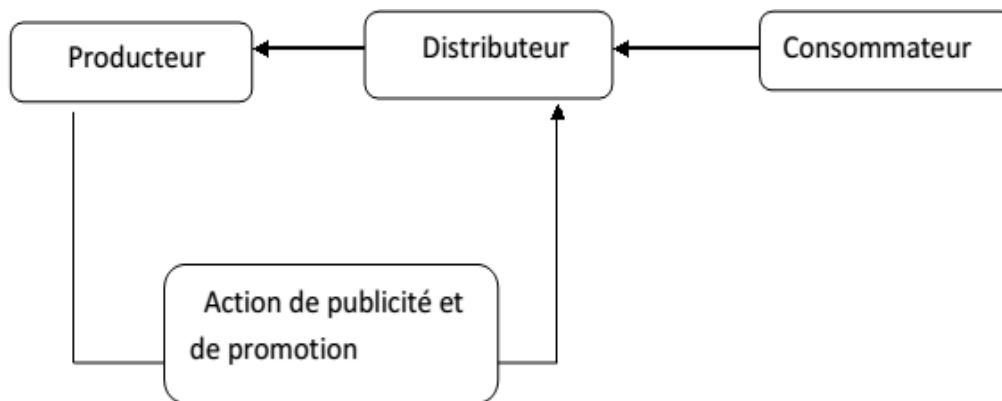 Producteur
Distributeur
Consommateur
Action de publicité et
de promotion